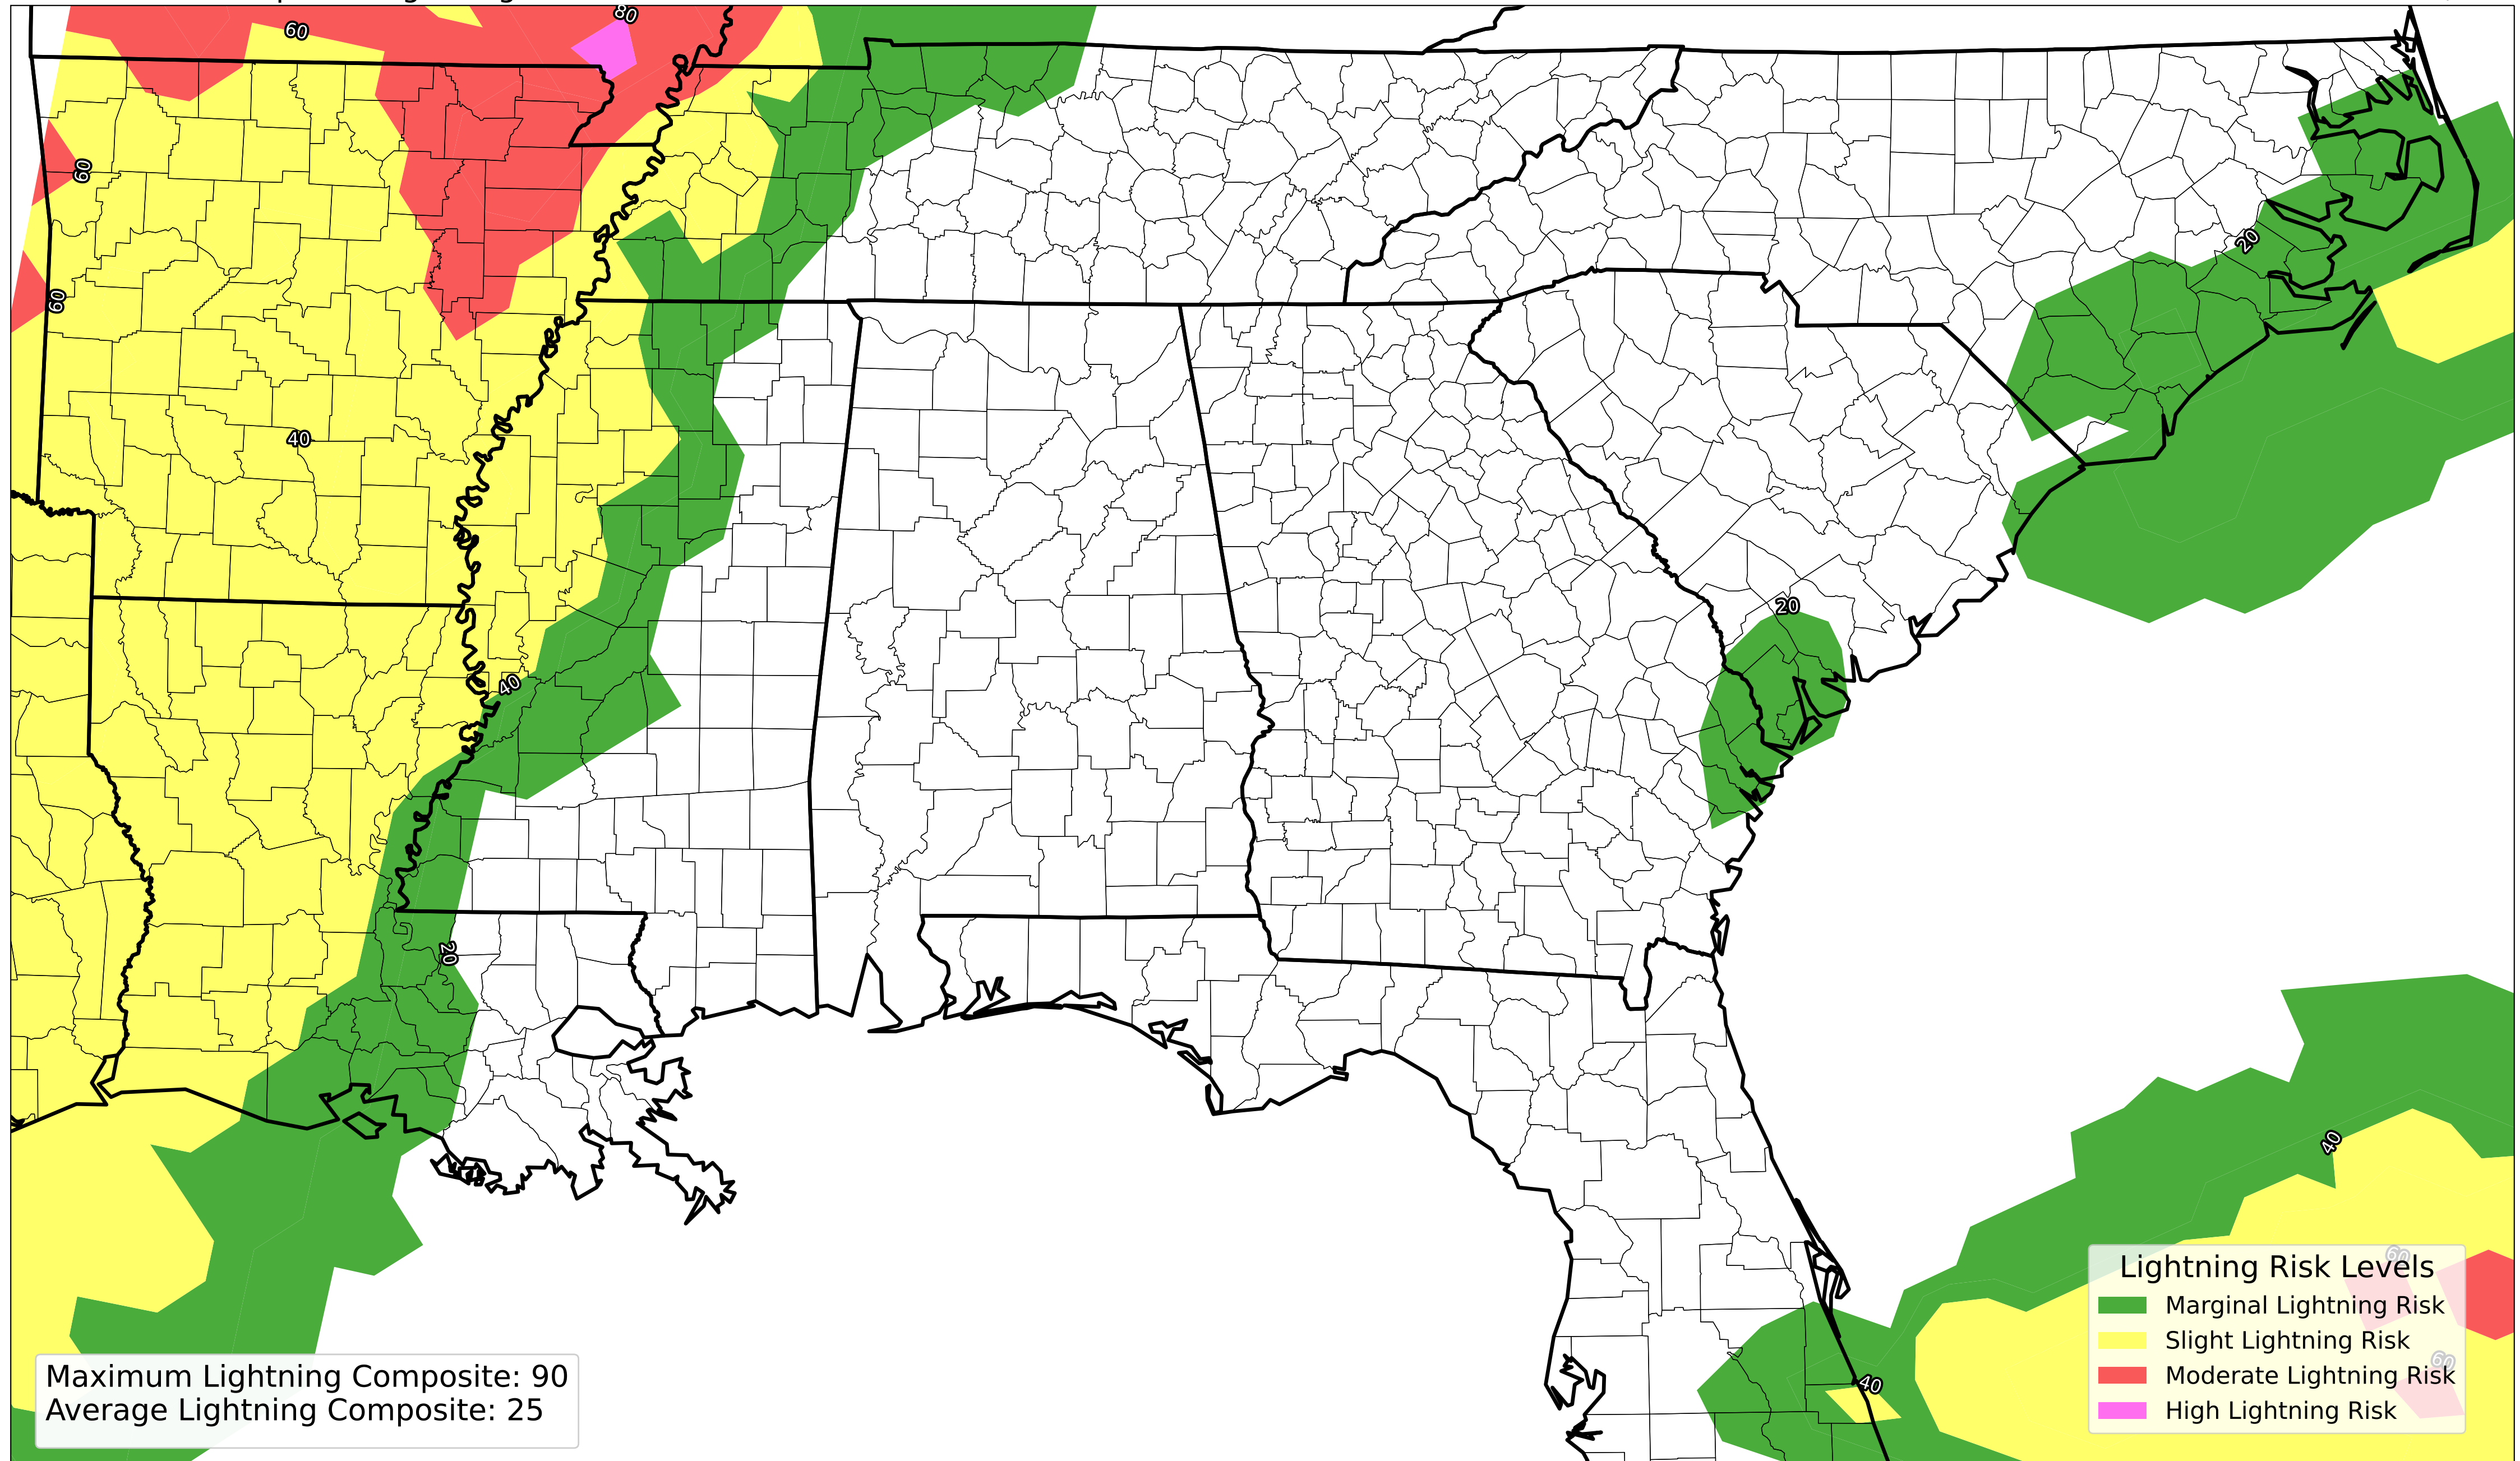 60
80
60
60
20
40
20
40
20
40
60
Lightning Risk Levels
Marginal Lightning Risk
Slight Lightning Risk
Moderate Lightning Risk
High Lightning Risk
60
40
Maximum Lightning Composite: 90
Average Lightning Composite: 25